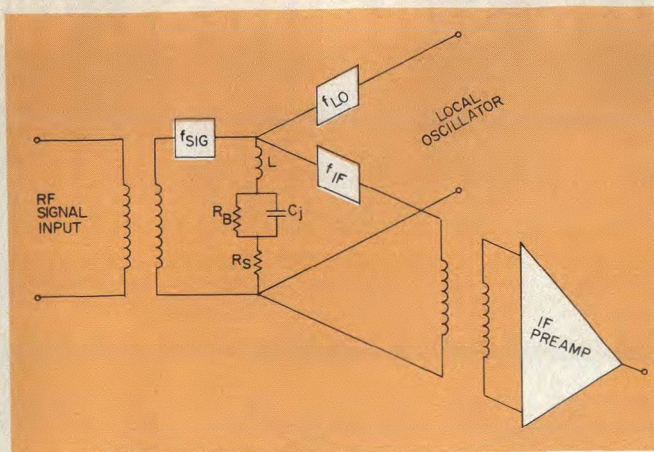 RF
SIGNAL
INPUT
fSIG
L
RB
Cj
RS
fLO
LOCAL
OSCILLATOR
fIF
IF
PREAMP